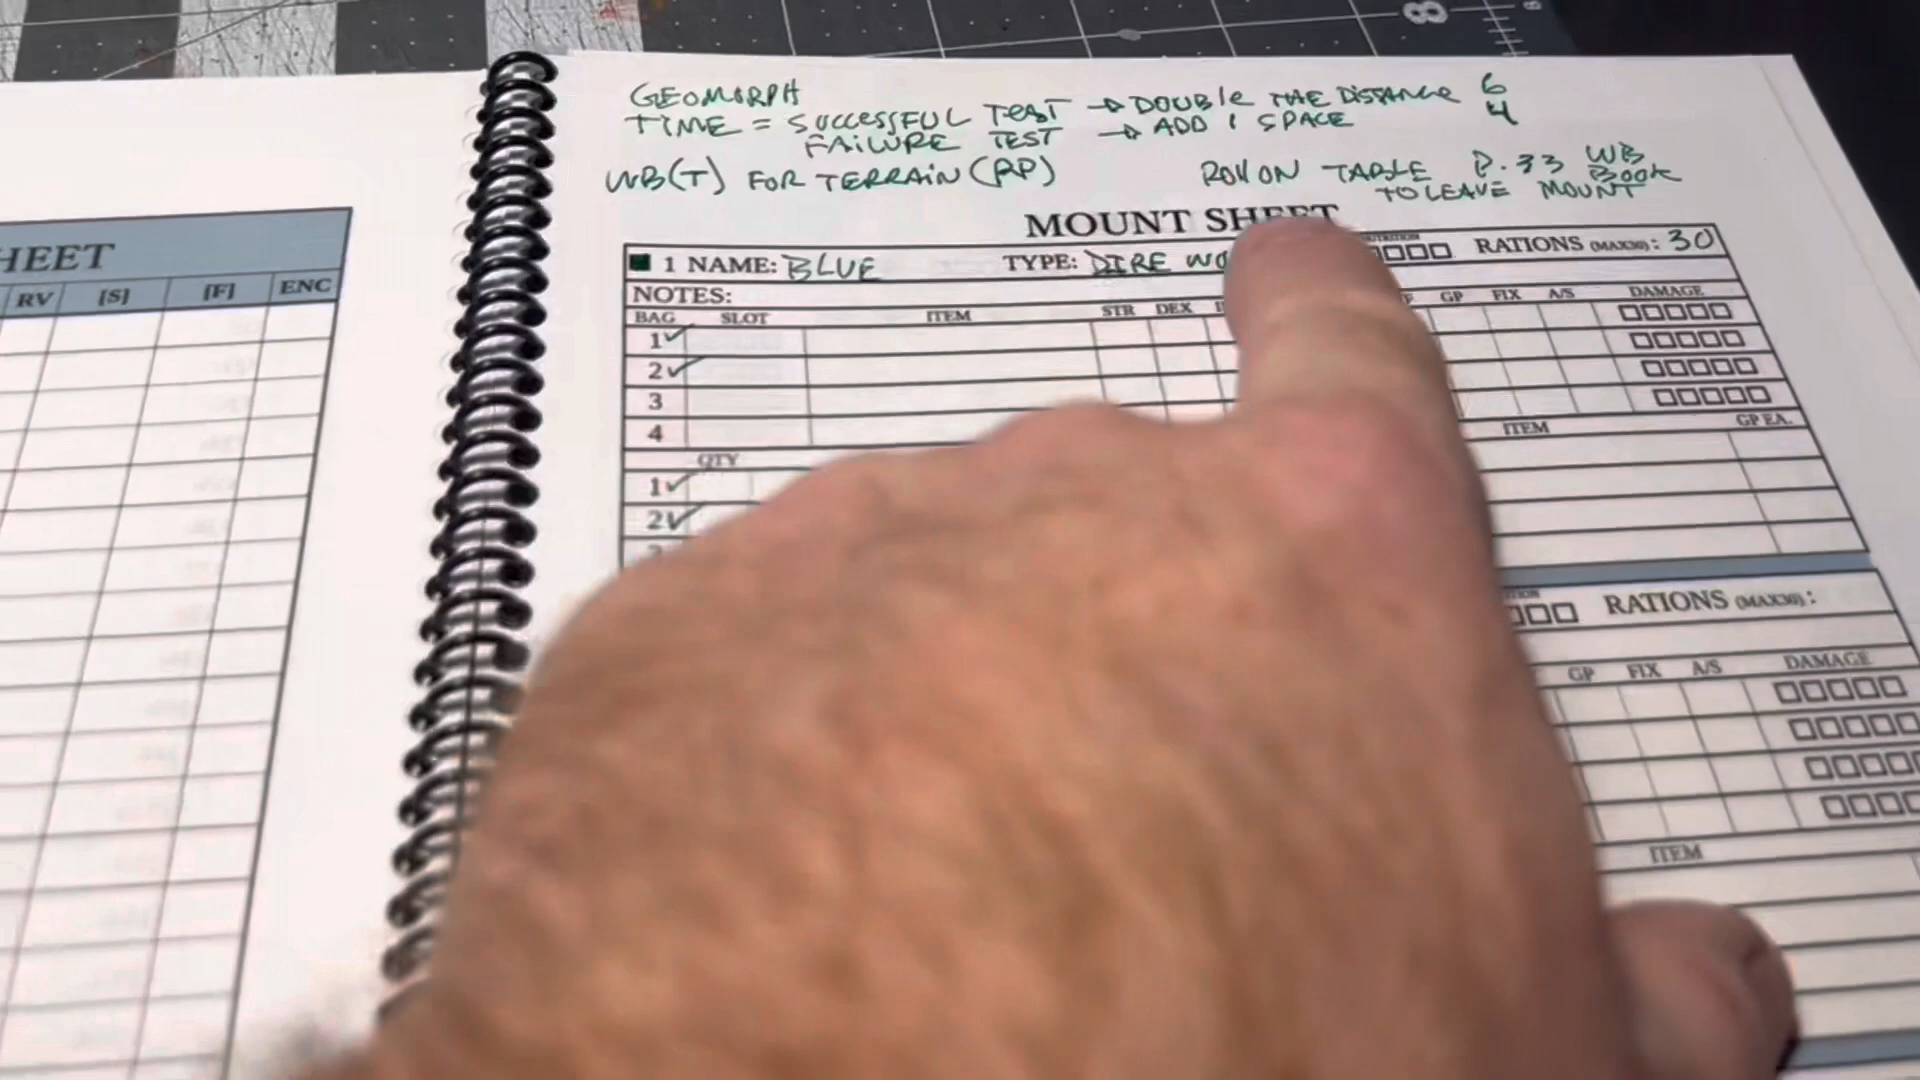 8
GEOMORPH
TIME = SUCCESSFUL TEST → DOUBLE THE DISTANCE 6
FAILURE TEST → ADD 1 SPACE 4
WB(T) FOR TERRAIN (RP)
ROLL ON TABLE P. 33 WB BOOK
TO LEAVE MOUNT
MOUNT SHEET
1 NAME: BLUE TYPE: DIRE RATIONS (MAX30): 30
NOTES:
BAG SLOT ITEM STR DEX GP FIX A/S DAMAGE
1✓
2✓
3
4
QTY ITEM GP EA.
1✓
2✓
RATIONS (MAX30):
GP FIX A/S DAMAGE
ITEM
HEET
RV [S] [F] ENC